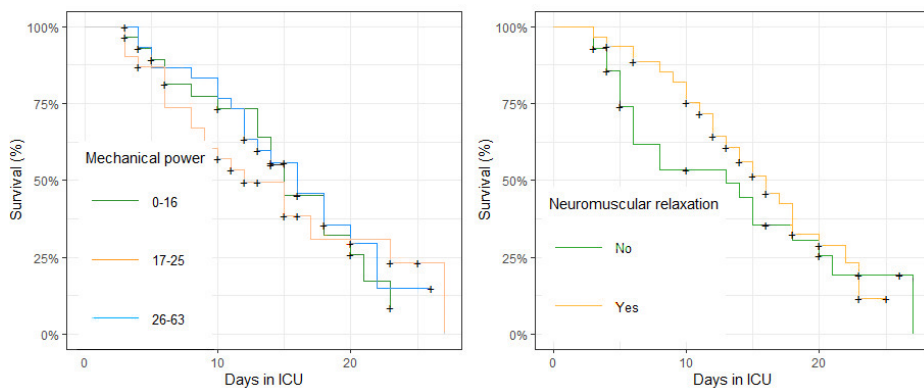 100%
75%
50%
25%
0%
Survival (%)
Mechanical power
0-16
17-25
26-63
0
10
20
Days in ICU
100%
75%
50%
25%
0%
Survival (%)
Neuromuscular relaxation
No
Yes
0
10
20
Days in ICU